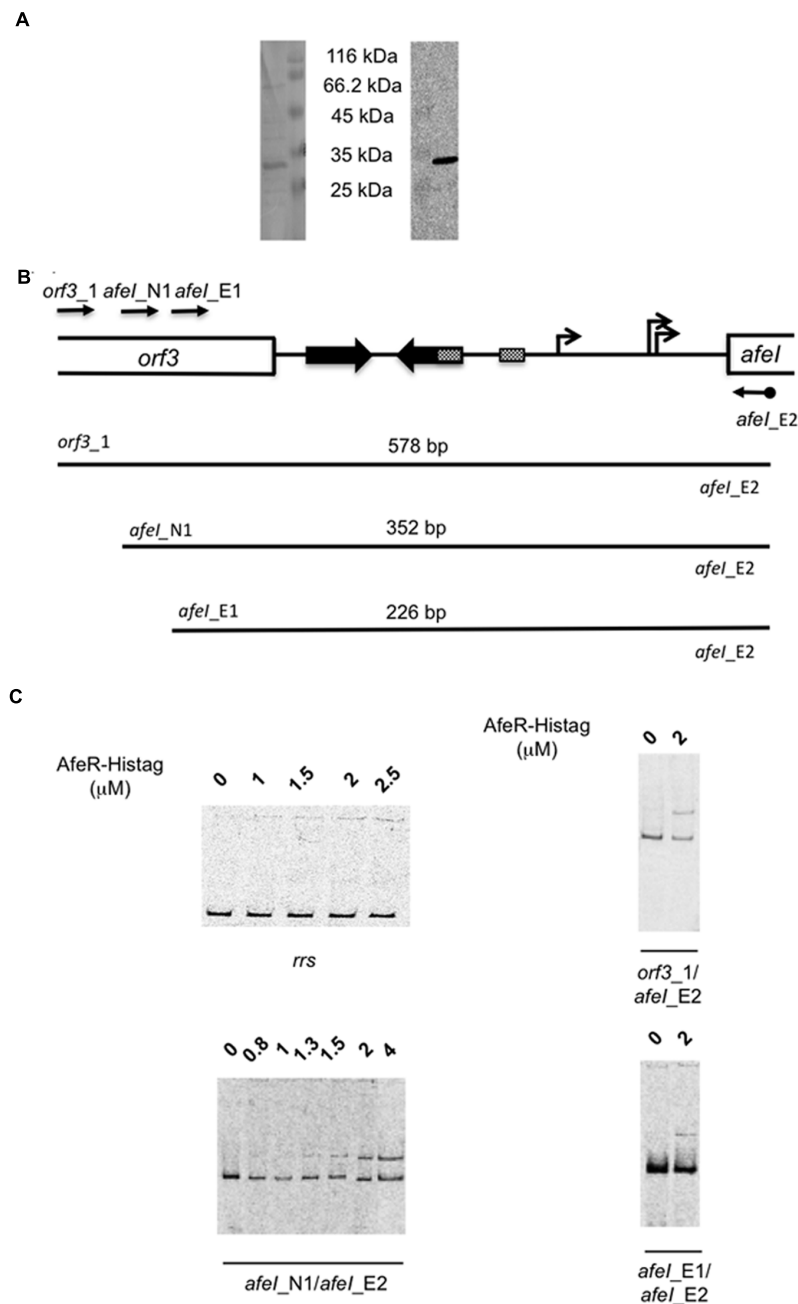 A
116 kDa
66.2 kDa
45 kDa
35 kDa
25 kDa
B
orf3_1 afeI_N1 afeI_E1
orf3 afeI
afeI_E2
orf3_1 578 bp
afeI_E2
afeI_N1 352 bp
afeI_E2
afeI_E1 226 bp
afeI_E2
C
AfeR-Histag
(µM)
0 1 1.5 2 2.5
rrs
AfeR-Histag
(µM)
0 2
orf3_1/
afeI_E2
0 0.8 1 1.3 1.5 2 4
afeI_N1/afeI_E2
0 2
afeI_E1/
afeI_E2